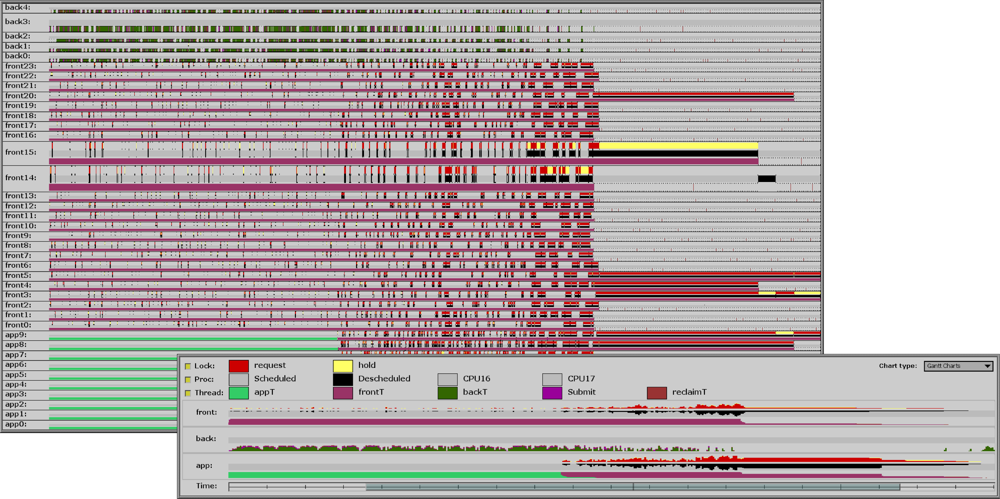 back4:
back3:
back2:
back1:
back0:
front23:
front22:
front21:
front20:
front19:
front18:
front17:
front16:
front15:
front14:
front13:
front12:
front11:
front10:
front9:
front8:
front7:
front6:
front5:
front4:
front3:
front2:
front1:
front0:
app9:
app8:
app7:
app6:
app5:
app4:
app3:
app2:
app1:
app0:
Lock: request hold Chart type: Gantt Charts
Proc: Scheduled Descheduled CPU16 CPU17
Thread: appT frontT backT Submit reclaimT
front:
back:
app:
Time: